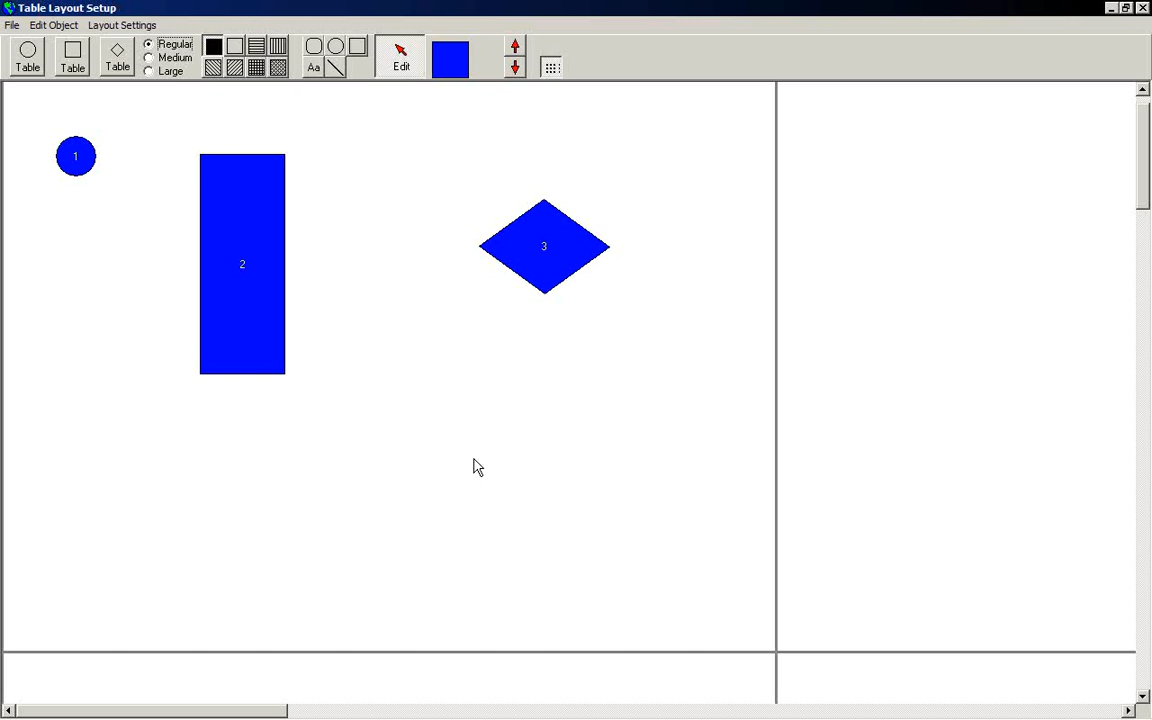 Table Layout Setup
File Edit Object Layout Settings
Table Table Table Regular Medium Large Aa Edit
1
2
3